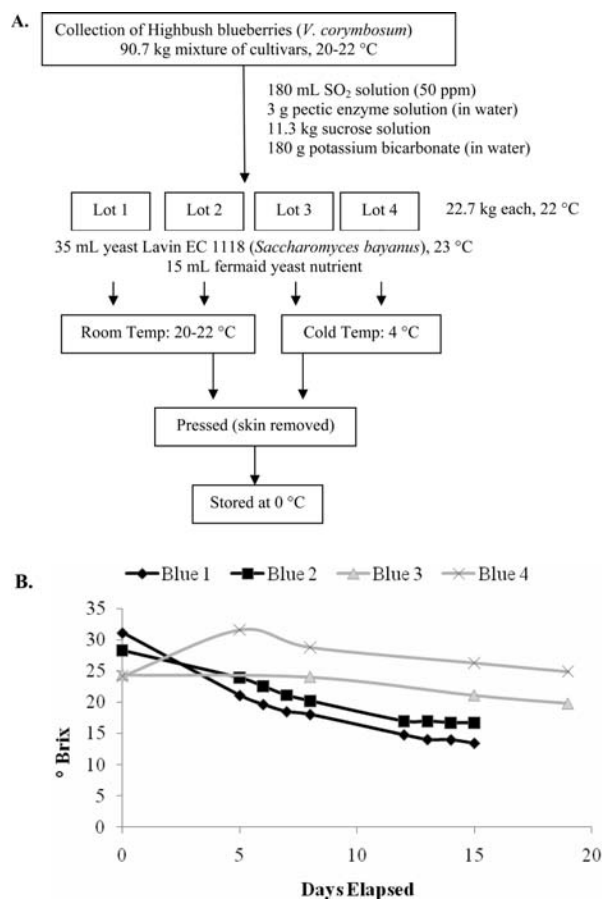 A.
Collection of Highbush blueberries (V. corymbosum)
90.7 kg mixture of cultivars, 20-22 °C
180 mL SO2 solution (50 ppm)
3 g pectic enzyme solution (in water)
11.3 kg sucrose solution
180 g potassium bicarbonate (in water)
Lot 1 Lot 2 Lot 3 Lot 4 22.7 kg each, 22 °C
35 mL yeast Lavin EC 1118 (Saccharomyces bayanus), 23 °C
15 mL fermaid yeast nutrient
Room Temp: 20-22 °C Cold Temp: 4 °C
Pressed (skin removed)
Stored at 0 °C
B.
Blue 1 Blue 2 Blue 3 Blue 4
35
30
25
20
15
10
5
0
° Brix
0 5 10 15 20
Days Elapsed